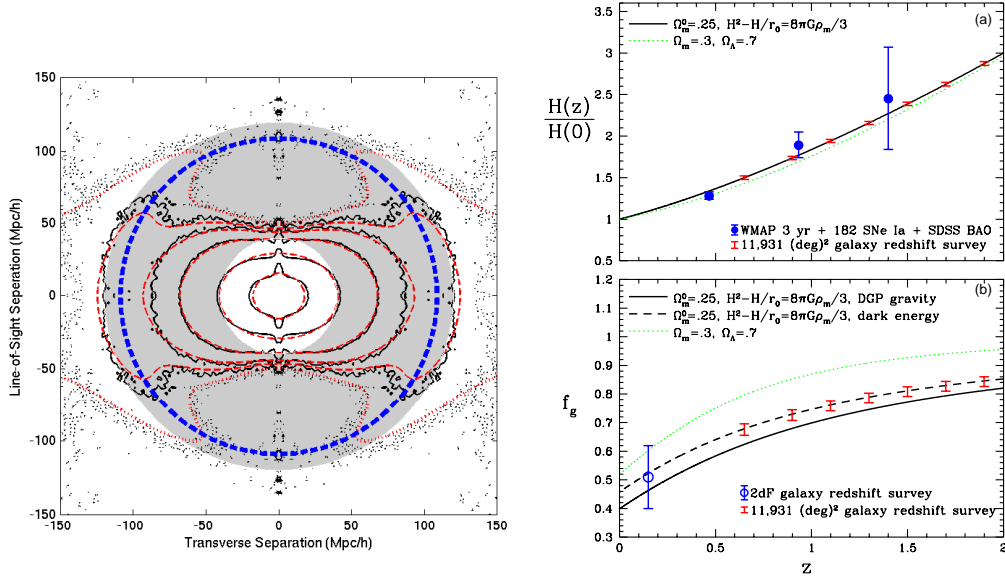 150
100
50
0
-50
-100
-150
Line-of-Sight Seperation (Mpc/h)
-150 -100 -50 0 50 100 150
Transverse Separation (Mpc/h)
(a)
Ω⁰ₘ=.25, H²-H/r₀=8πGρₘ/3
Ωₘ=.3, Ω_Λ=.7
3.5
3
2.5
2
1.5
1
0.5
H(z)
H(0)
WMAP 3 yr + 182 SNe Ia + SDSS BAO
11,931 (deg)² galaxy redshift survey
(b)
Ω⁰ₘ=.25, H²-H/r₀=8πGρₘ/3, DGP gravity
Ω⁰ₘ=.25, H²-H/r₀=8πGρₘ/3, dark energy
Ωₘ=.3, Ω_Λ=.7
1.2
1.1
1
0.9
0.8
0.7
0.6
0.5
0.4
0.3
f_g
2dF galaxy redshift survey
11,931 (deg)² galaxy redshift survey
0 0.5 1 1.5 2
z